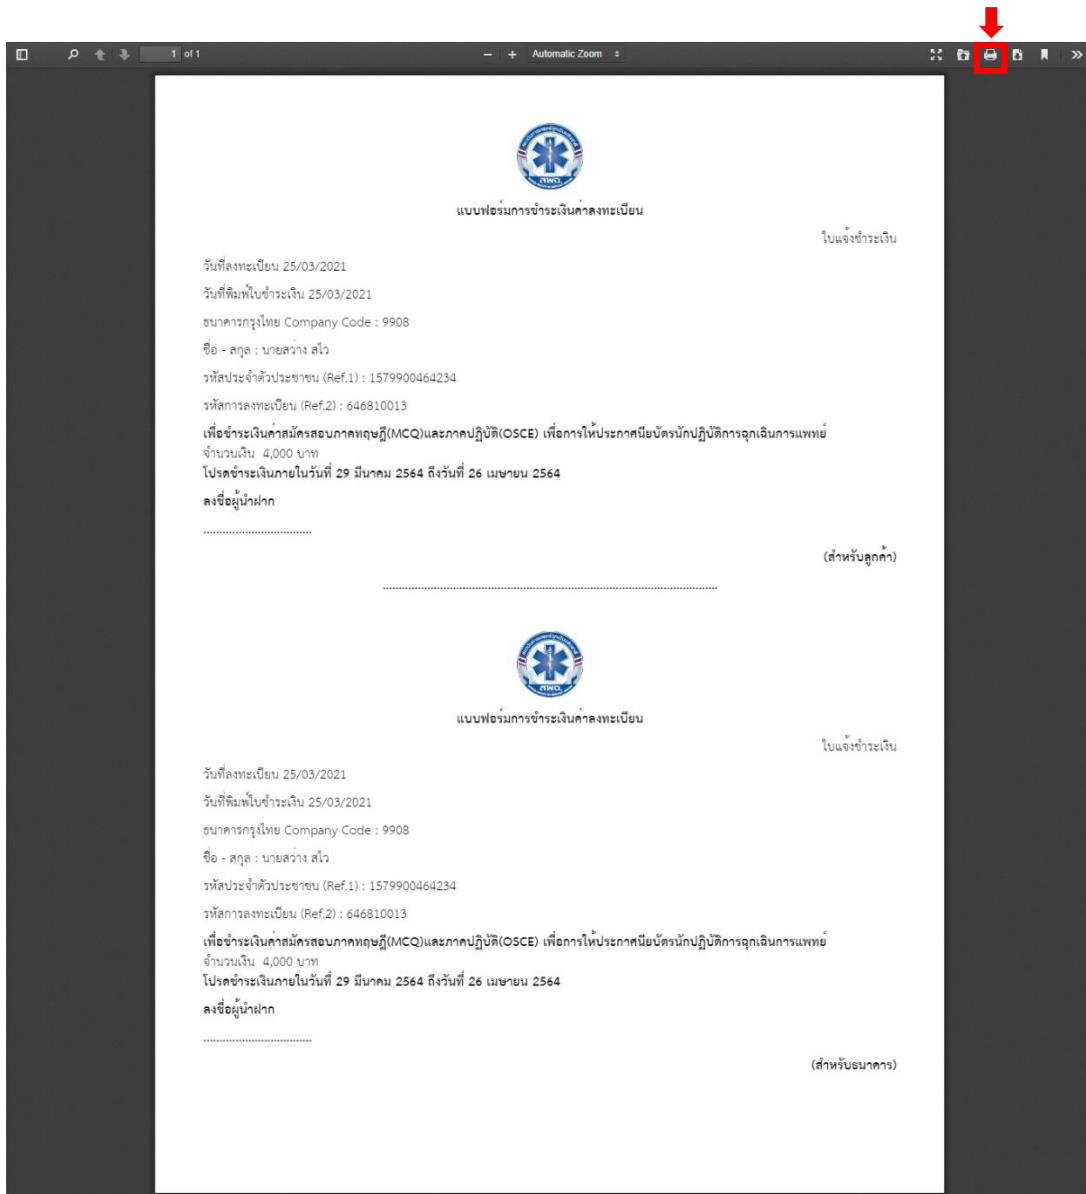 1 of 1
Automatic Zoom
สพฉ.
แบบฟอร์มการชำระเงินค่าลงทะเบียน
ใบแจ้งชำระเงิน
วันที่ลงทะเบียน 25/03/2021
วันที่พิมพ์ใบชำระเงิน 25/03/2021
ธนาคารกรุงไทย Company Code : 9908
ชื่อ - สกุล : นายสว่าง สไว
รหัสประจำตัวประชาชน (Ref.1) : 1579900464234
รหัสการลงทะเบียน (Ref.2) : 646810013
เพื่อชำระเงินค่าสมัครสอบภาคทฤษฎี(MCQ)และภาคปฏิบัติ(OSCE) เพื่อการให้ประกาศนียบัตรนักปฏิบัติการฉุกเฉินการแพทย์
จำนวนเงิน 4,000 บาท
โปรดชำระเงินภายในวันที่ 29 มีนาคม 2564 ถึงวันที่ 26 เมษายน 2564
ลงชื่อผู้นำฝาก
..................................
(สำหรับลูกค้า)
..........................................................................................................
สพฉ.
แบบฟอร์มการชำระเงินค่าลงทะเบียน
ใบแจ้งชำระเงิน
วันที่ลงทะเบียน 25/03/2021
วันที่พิมพ์ใบชำระเงิน 25/03/2021
ธนาคารกรุงไทย Company Code : 9908
ชื่อ - สกุล : นายสว่าง สไว
รหัสประจำตัวประชาชน (Ref.1) : 1579900464234
รหัสการลงทะเบียน (Ref.2) : 646810013
เพื่อชำระเงินค่าสมัครสอบภาคทฤษฎี(MCQ)และภาคปฏิบัติ(OSCE) เพื่อการให้ประกาศนียบัตรนักปฏิบัติการฉุกเฉินการแพทย์
จำนวนเงิน 4,000 บาท
โปรดชำระเงินภายในวันที่ 29 มีนาคม 2564 ถึงวันที่ 26 เมษายน 2564
ลงชื่อผู้นำฝาก
..................................
(สำหรับธนาคาร)